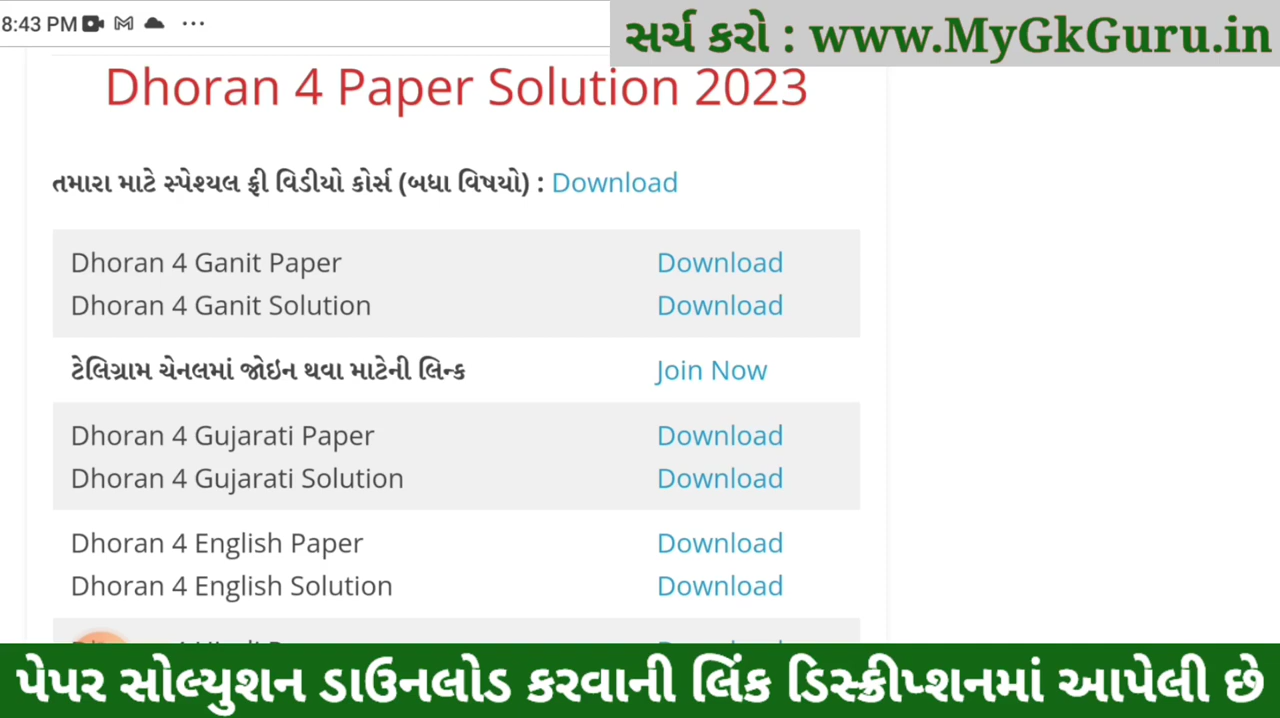 8:43 PM ...
સર્ચ કરો : www.MyGkGuru.in
Dhoran 4 Paper Solution 2023
તમારા માટે સ્પેશ્યલ ફ્રી વિડીયો કોર્સ (બધા વિષયો) : Download
Dhoran 4 Ganit Paper Download
Dhoran 4 Ganit Solution Download
ટેલિગ્રામ ચેનલમાં જોઇન થવા માટેની લિન્ક Join Now
Dhoran 4 Gujarati Paper Download
Dhoran 4 Gujarati Solution Download
Dhoran 4 English Paper Download
Dhoran 4 English Solution Download
પેપર સોલ્યુશન ડાઉનલોડ કરવાની લિંક ડિસ્ક્રીપ્શનમાં આપેલી છે